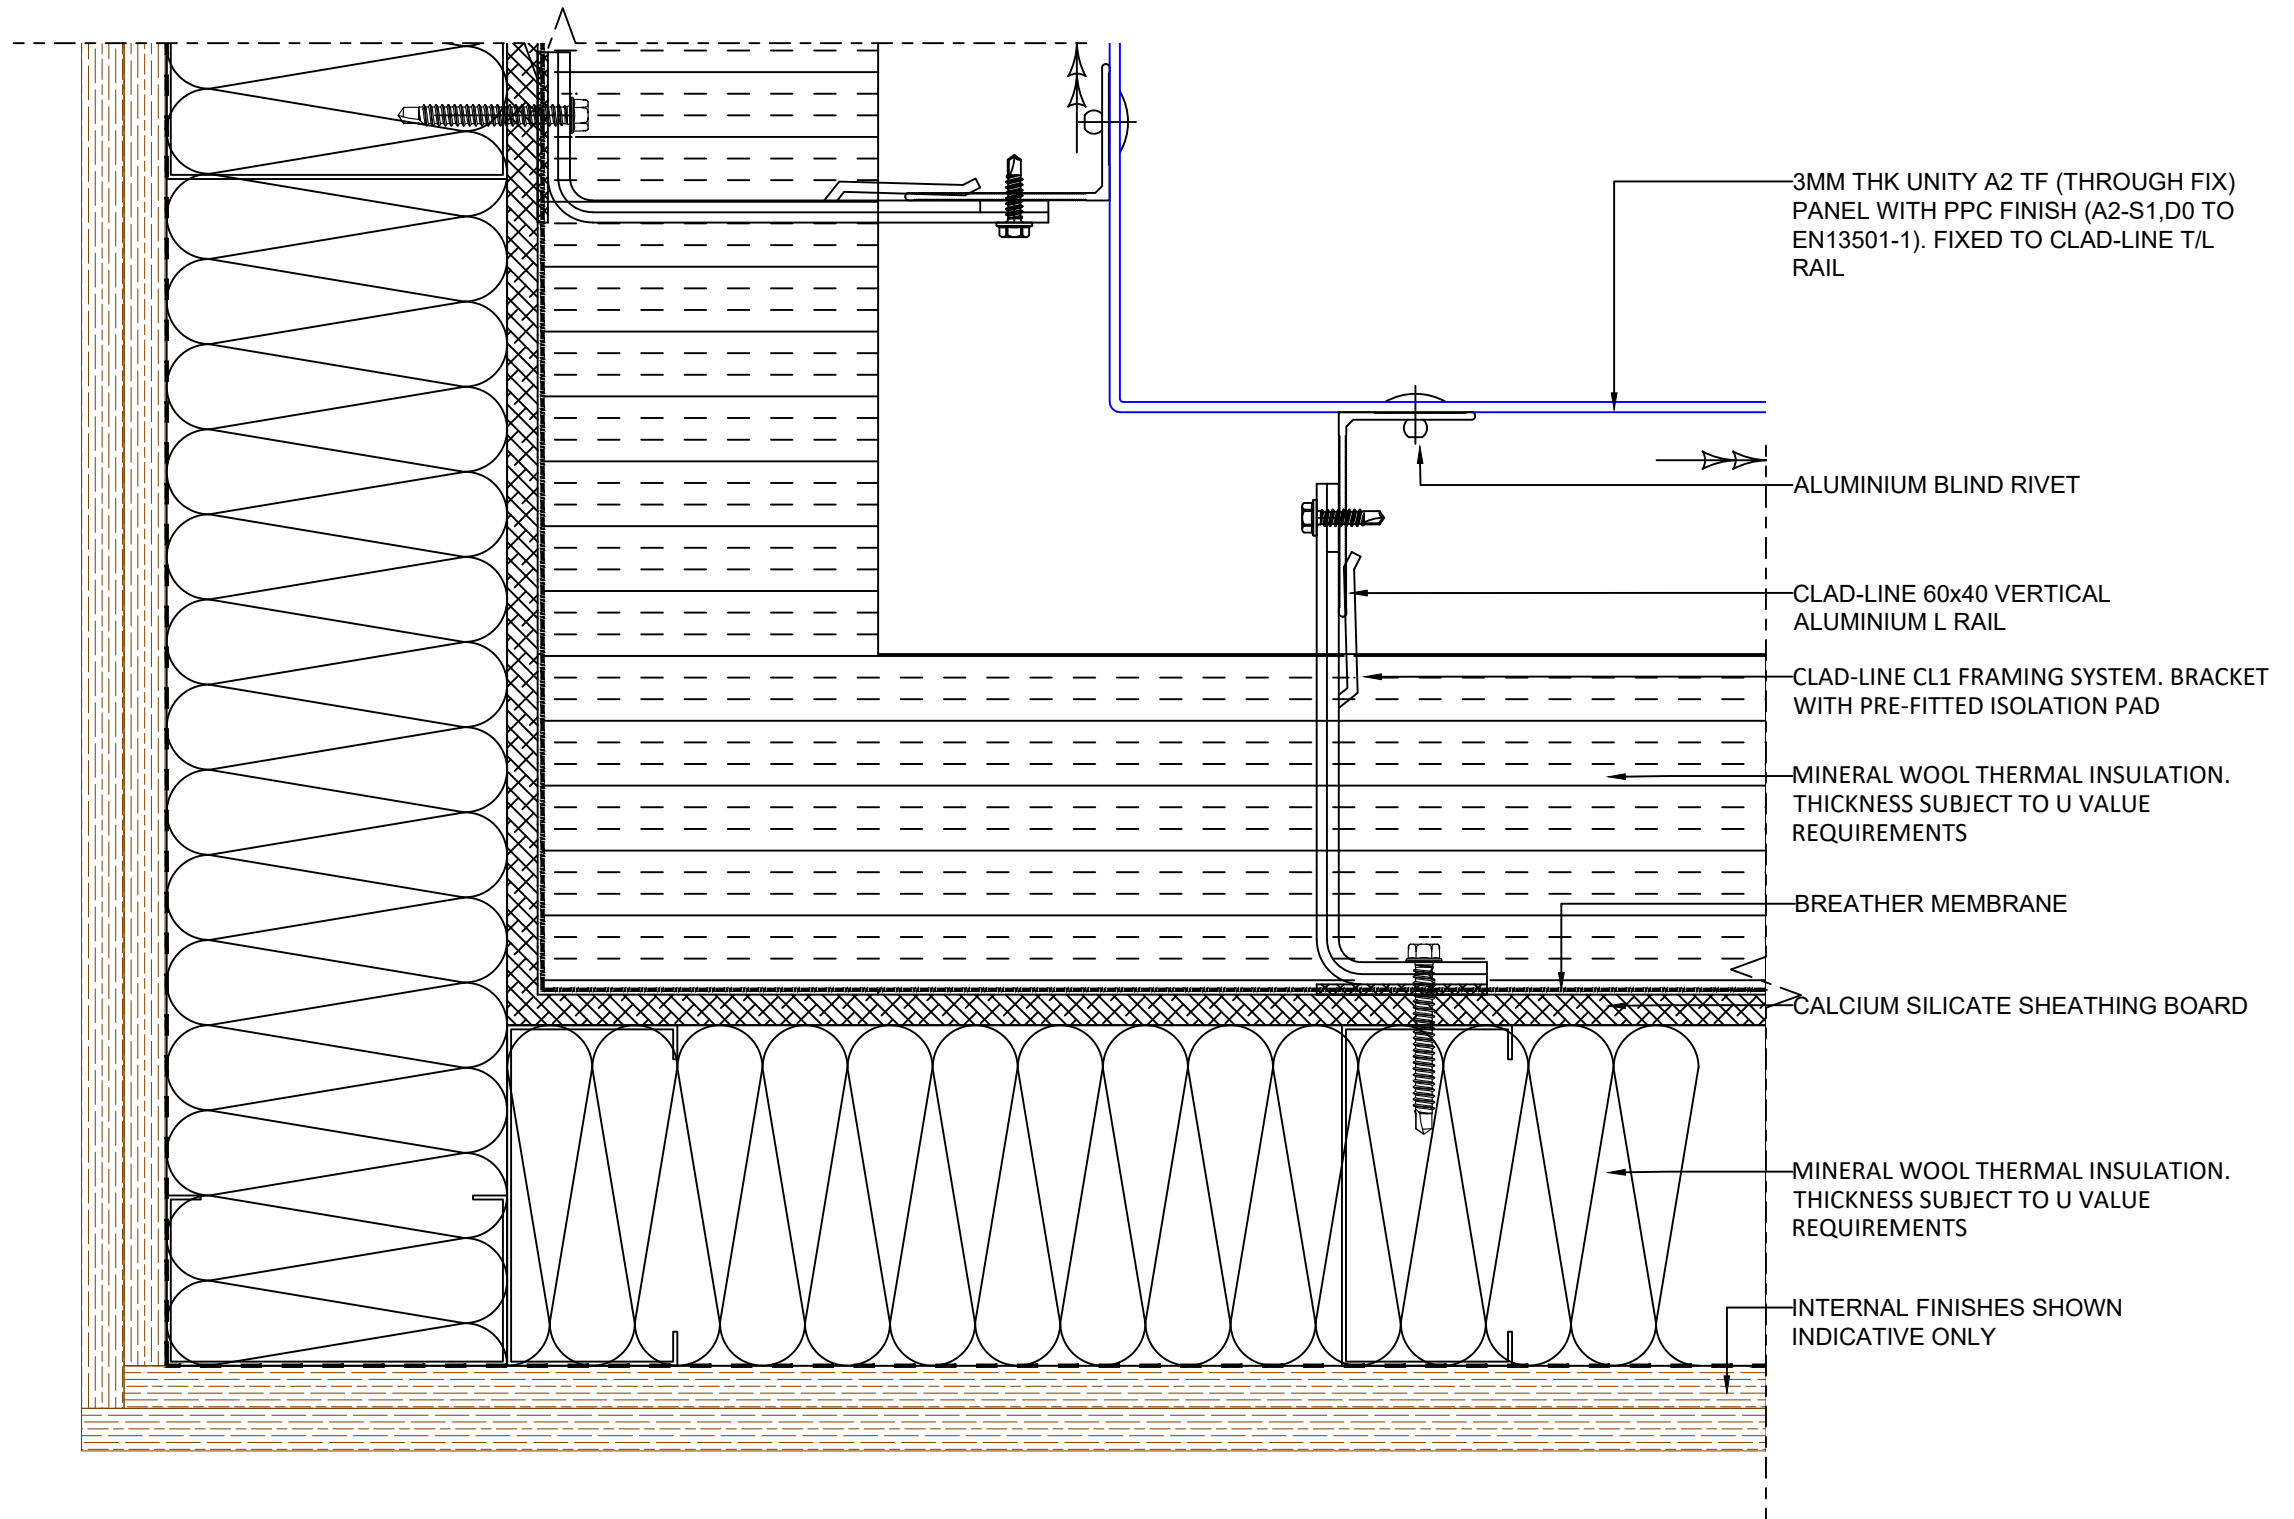 3MM THK UNITY A2 TF (THROUGH FIX)
PANEL WITH PPC FINISH (A2-S1,D0 TO
EN13501-1). FIXED TO CLAD-LINE T/L
RAIL
ALUMINIUM BLIND RIVET
CLAD-LINE 60x40 VERTICAL
ALUMINIUM L RAIL
CLAD-LINE CL1 FRAMING SYSTEM. BRACKET
WITH PRE-FITTED ISOLATION PAD
MINERAL WOOL THERMAL INSULATION.
THICKNESS SUBJECT TO U VALUE
REQUIREMENTS
BREATHER MEMBRANE
CALCIUM SILICATE SHEATHING BOARD
MINERAL WOOL THERMAL INSULATION.
THICKNESS SUBJECT TO U VALUE
REQUIREMENTS
INTERNAL FINISHES SHOWN
INDICATIVE ONLY